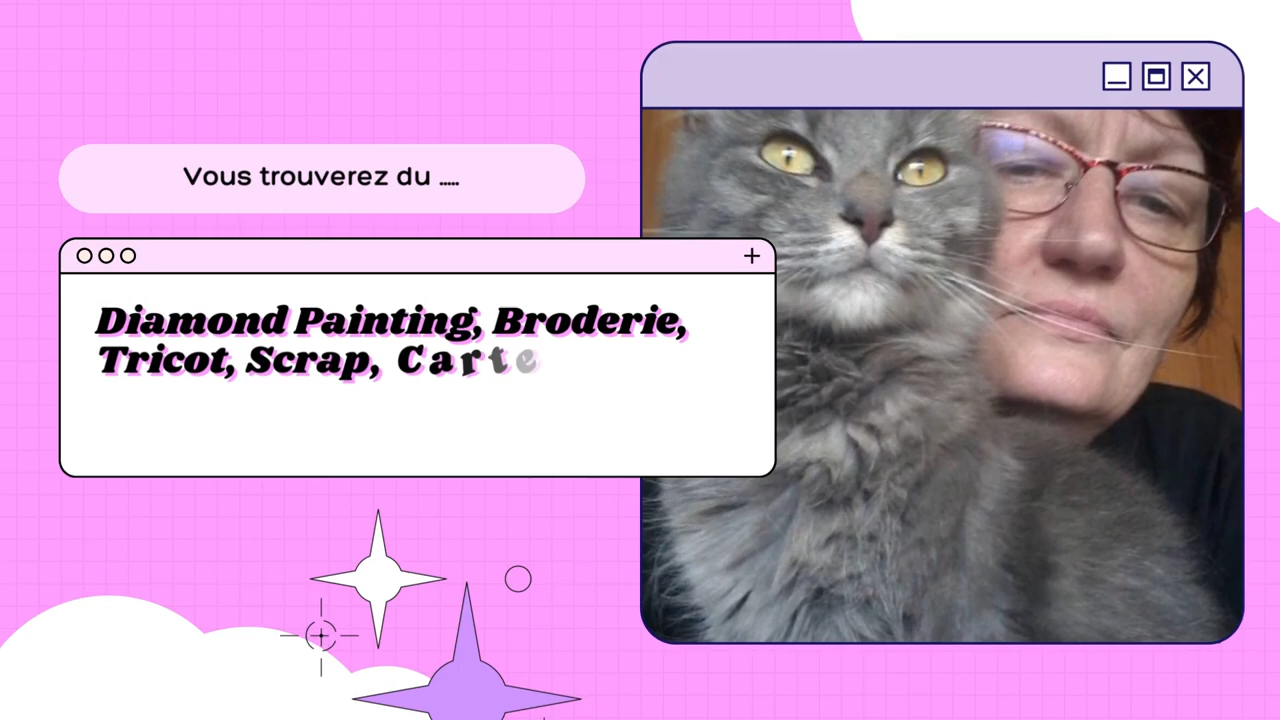 Vous trouverez du .....
Diamond Painting, Broderie,
Tricot, Scrap, Carte